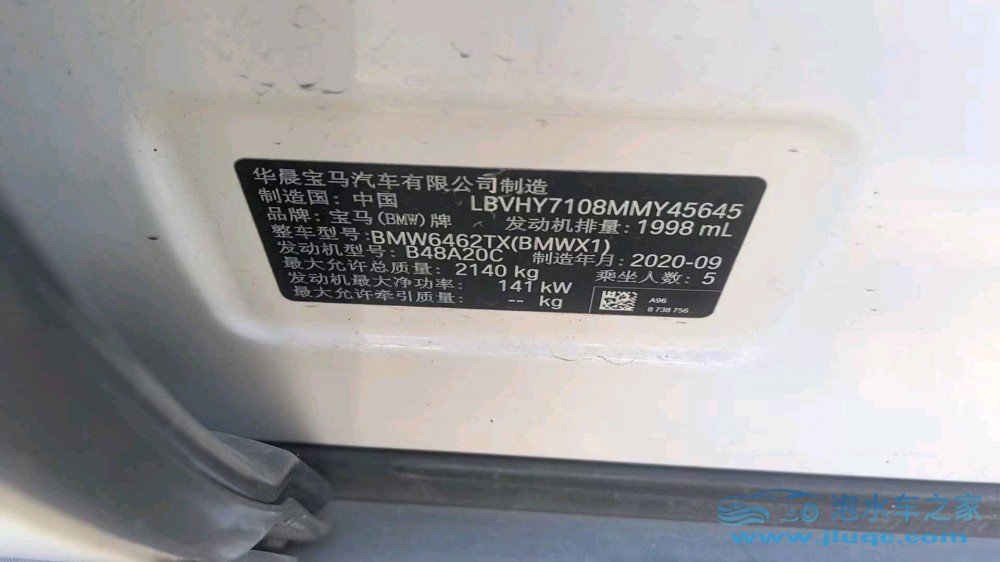 华晨宝马汽车有限公司制造
制造国：中国 LBVHY7108MMY45645
品牌：宝马(BMW)牌 发动机排量：1998 mL
整车型号：BMW6462TX(BMWX1)
发动机型号：B48A20C 制造年月：2020-09
最大允许总质量：2140 kg 乘坐人数：5
发动机最大净功率：141 kW
最大允许牵引质量：-- kg
A96
8 738 756
泡水车之家
www.jluqc.com